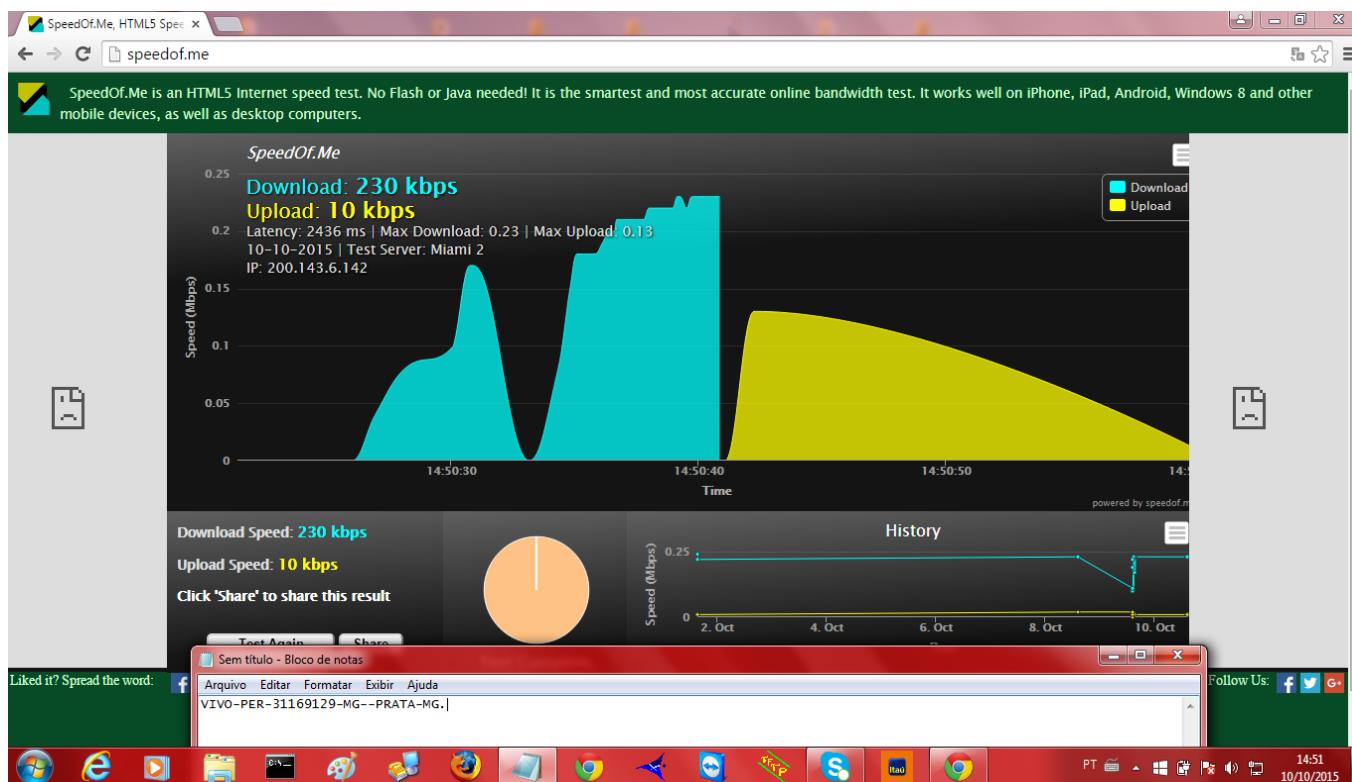 SpeedOf.Me, HTML5 Spee
speedof.me
SpeedOf.Me is an HTML5 Internet speed test. No Flash or Java needed! It is the smartest and most accurate online bandwidth test. It works well on iPhone, iPad, Android, Windows 8 and other
mobile devices, as well as desktop computers.
SpeedOf.Me
Download: 230 kbps
Upload: 10 kbps
Latency: 2436 ms | Max Download: 0.23 | Max Upload: 0.13
10-10-2015 | Test Server: Miami 2
IP: 200.143.6.142
Download
Upload
0.25
0.2
0.15
0.1
0.05
0
Speed (Mbps)
14:50:30
14:50:40
14:50:50
14:
Time
powered by speedof.m
Download Speed: 230 kbps
Upload Speed: 10 kbps
Click 'Share' to share this result
Test Again
Share
History
Speed (Mbps)
0.25
0
2. Oct
4. Oct
6. Oct
8. Oct
10. Oct
Liked it? Spread the word:
Follow Us:
Sem título - Bloco de notas
Arquivo Editar Formatar Exibir Ajuda
VIVO-PER-31169129-MG--PRATA-MG.
C:\_
TFTP
Itaú
PT
14:51
10/10/2015